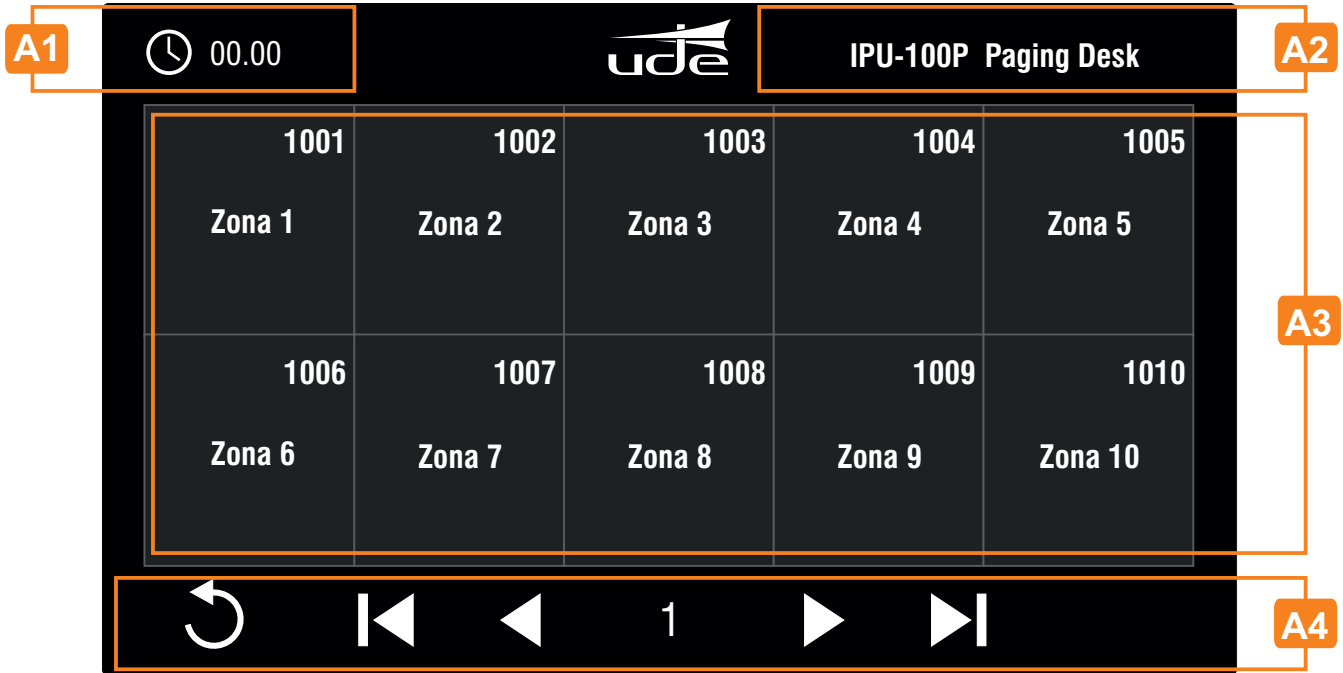 A1
00.00
ude
IPU-100P Paging Desk
A2
1001 1002 1003 1004 1005
Zona 1 Zona 2 Zona 3 Zona 4 Zona 5
A3
1006 1007 1008 1009 1010
Zona 6 Zona 7 Zona 8 Zona 9 Zona 10
1
A4